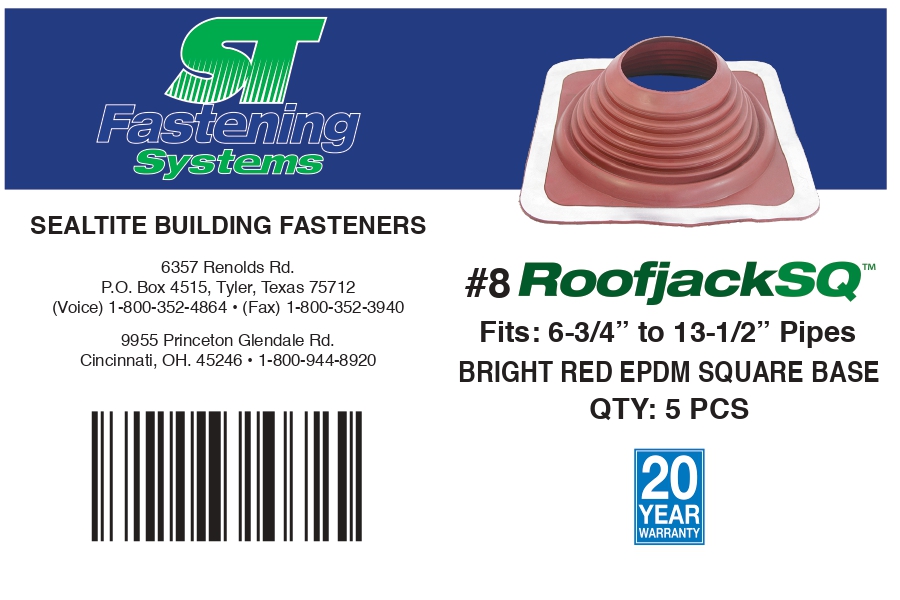 ST
Fastening
Systems
SEALTITE BUILDING FASTENERS
6357 Renolds Rd.
P.O. Box 4515, Tyler, Texas 75712
(Voice) 1-800-352-4864 • (Fax) 1-800-352-3940
9955 Princeton Glendale Rd.
Cincinnati, OH. 45246 • 1-800-944-8920
#8 RoofjackSQ™
Fits: 6-3/4” to 13-1/2” Pipes
BRIGHT RED EPDM SQUARE BASE
QTY: 5 PCS
20
YEAR
WARRANTY